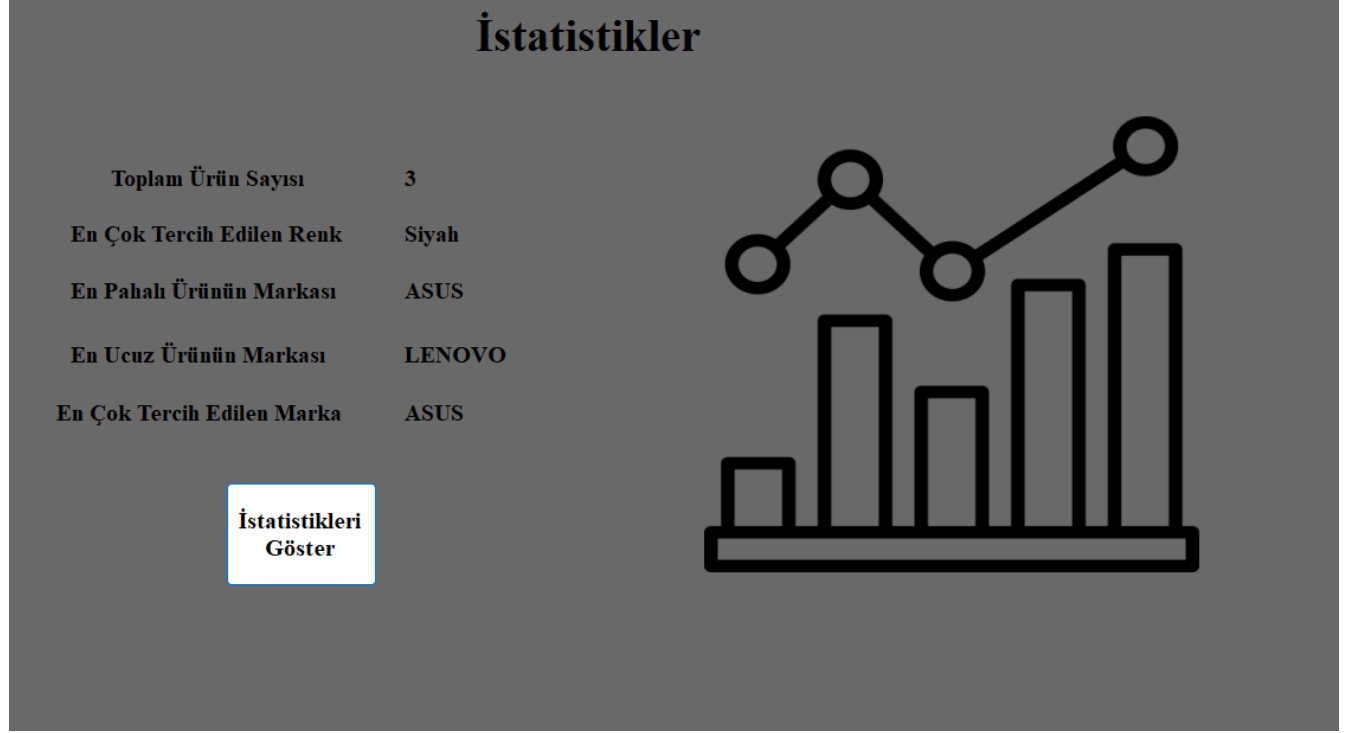 İstatistikler
Toplam Ürün Sayısı 3
En Çok Tercih Edilen Renk Siyah
En Pahalı Ürünün Markası ASUS
En Ucuz Ürünün Markası LENOVO
En Çok Tercih Edilen Marka ASUS
İstatistikleri
Göster